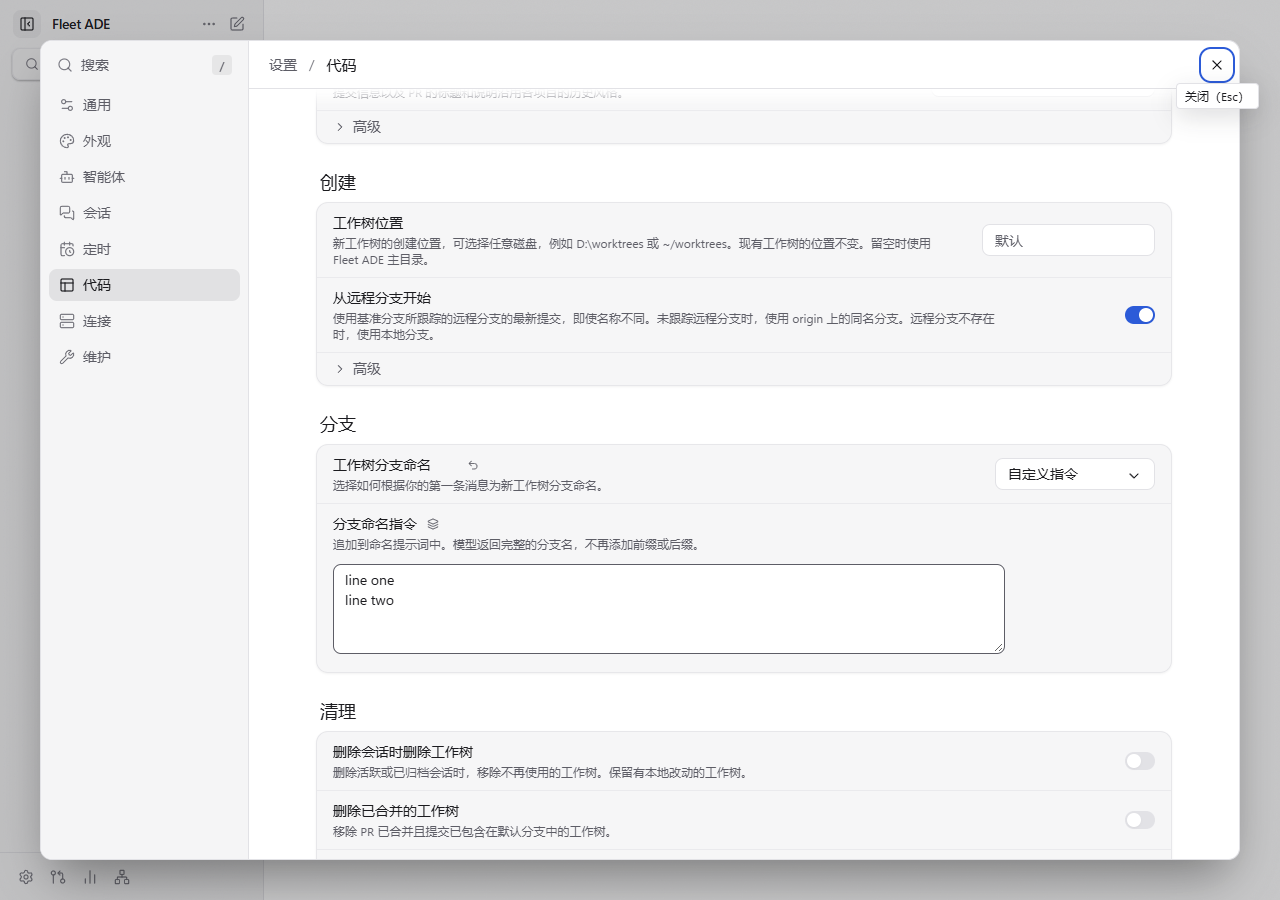 Fleet ADE
搜索
/
通用
外观
智能体
会话
定时
代码
连接
维护
设置 / 代码
关闭（Esc）
高级
创建
工作树位置
新工作树的创建位置，可选择任意磁盘，例如 D:\worktrees 或 ~/worktrees。现有工作树的位置不变。留空时使用
Fleet ADE 主目录。
默认
从远程分支开始
使用基准分支所跟踪的远程分支的最新提交，即使名称不同。未跟踪远程分支时，使用 origin 上的同名分支。远程分支不存在
时，使用本地分支。
高级
分支
工作树分支命名
选择如何根据你的第一条消息为新工作树分支命名。
自定义指令
分支命名指令
追加到命名提示词中。模型返回完整的分支名，不再添加前缀或后缀。
line one
line two
清理
删除会话时删除工作树
删除活跃或已归档会话时，移除不再使用的工作树。保留有本地改动的工作树。
删除已合并的工作树
移除 PR 已合并且提交已包含在默认分支中的工作树。